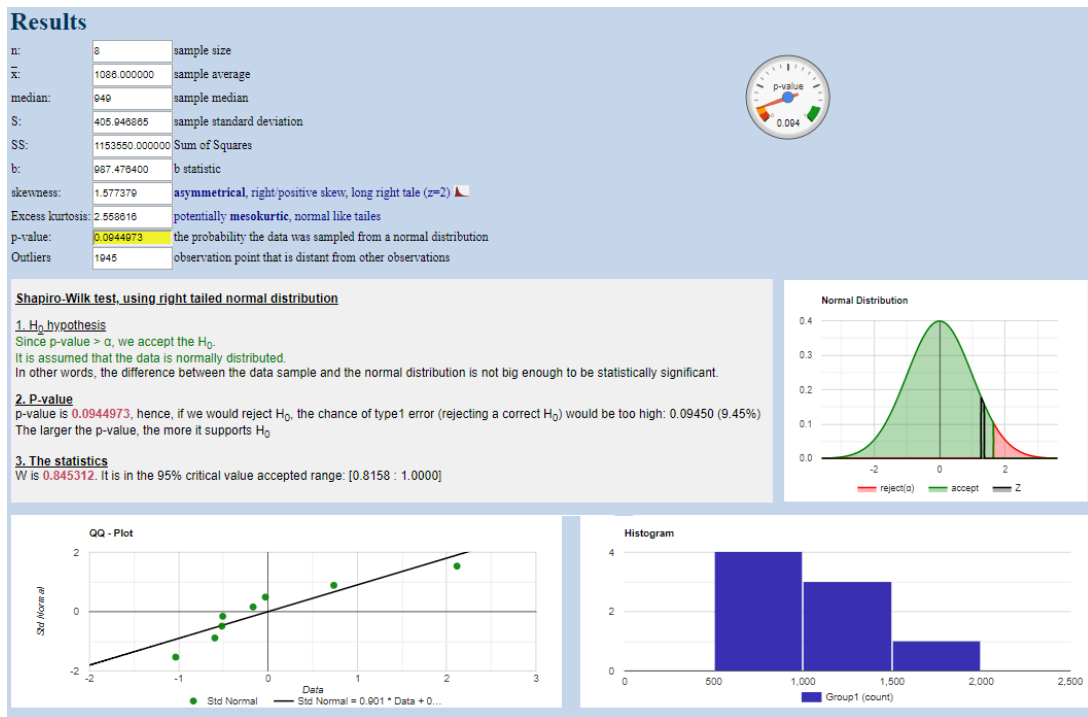 Results
n: 8 sample size
x̅: 1086.000000 sample average
median: 949 sample median
S: 405.946865 sample standard deviation
SS: 1153550.000000 Sum of Squares
b: 987.476400 b statistic
skewness: 1.577379 asymmetrical, right/positive skew, long right tale (z=2)
Excess kurtosis: 2.558616 potentially mesokurtic, normal like tailes
p-value: 0.0944973 the probability the data was sampled from a normal distribution
Outliers 1945 observation point that is distant from other observations
p-value
0.094
Shapiro-Wilk test, using right tailed normal distribution
1. H0 hypothesis
Since p-value > α, we accept the H0.
It is assumed that the data is normally distributed.
In other words, the difference between the data sample and the normal distribution is not big enough to be statistically significant.
2. P-value
p-value is 0.0944973, hence, if we would reject H0, the chance of type1 error (rejecting a correct H0) would be too high: 0.09450 (9.45%)
The larger the p-value, the more it supports H0
3. The statistics
W is 0.845312. It is in the 95% critical value accepted range: [0.8158 : 1.0000]
Normal Distribution
0.4
0.3
0.2
0.1
0.0
-2 0 2
reject(α) accept Z
QQ - Plot
2
0
-2
Std Normal
-2 -1 0 1 2 3
Data
Std Normal Std Normal = 0.901 * Data + 0...
Histogram
4
2
0
0 500 1,000 1,500 2,000 2,500
Group1 (count)